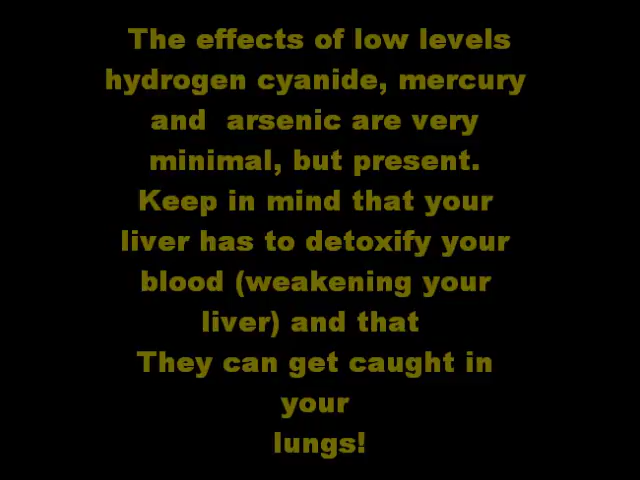 The effects of low levels
hydrogen cyanide, mercury
and  arsenic are very
minimal, but present.
Keep in mind that your
liver has to detoxify your
blood (weakening your
liver) and that
They can get caught in
your
lungs!